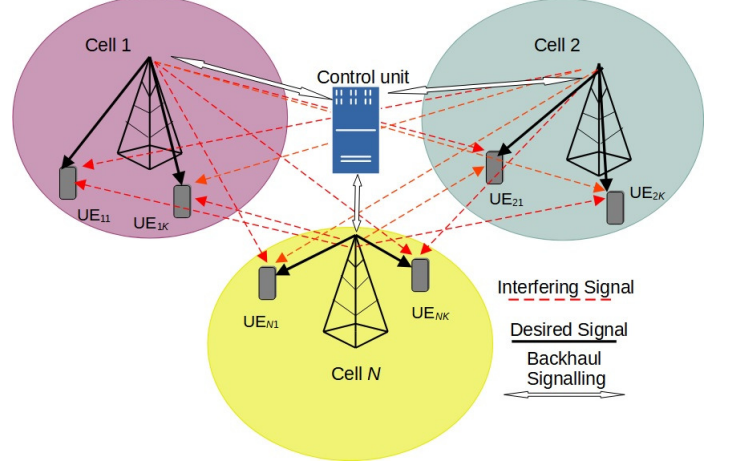 Cell 1
Cell 2
Control unit
UE11
UE1K
UE21
UE2K
UEN1
UENK
Cell N
Interfering Signal
Desired Signal
Backhaul
Signalling